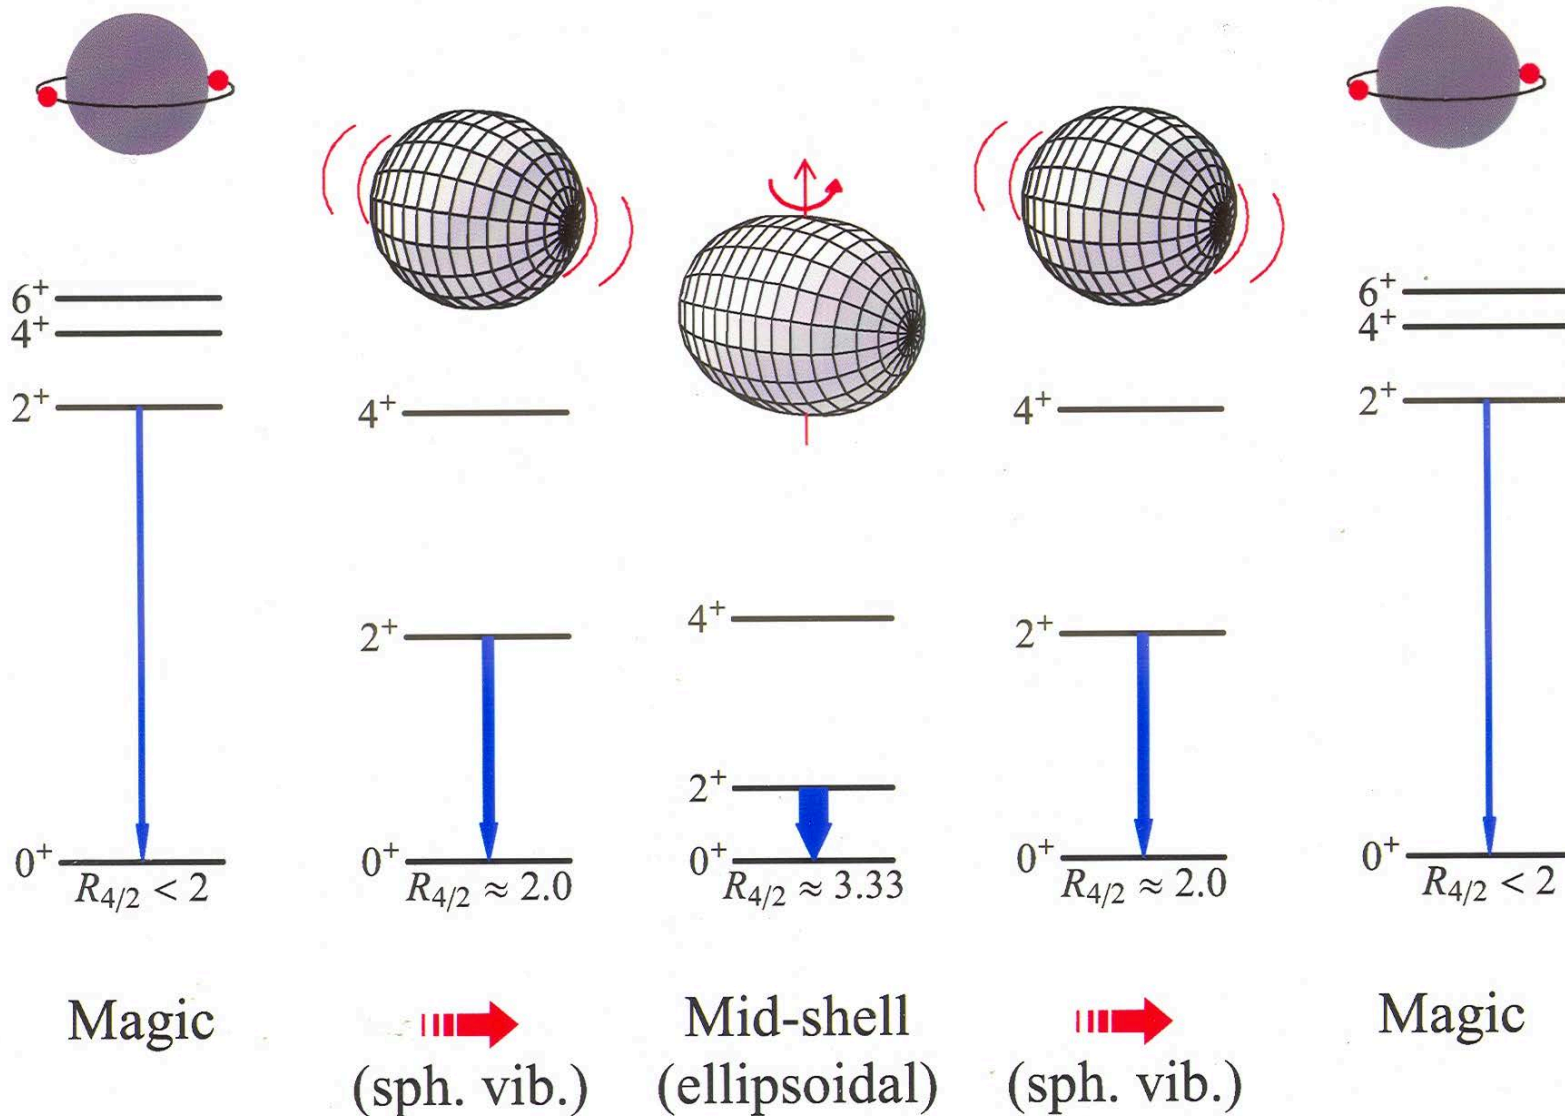 6⁺
4⁺
2⁺
0⁺
R₄/₂ < 2
4⁺
2⁺
0⁺
R₄/₂ ≈ 2.0
4⁺
2⁺
0⁺
R₄/₂ ≈ 3.33
4⁺
2⁺
0⁺
R₄/₂ ≈ 2.0
6⁺
4⁺
2⁺
0⁺
R₄/₂ < 2
Magic
(sph. vib.)
Mid-shell
(ellipsoidal)
(sph. vib.)
Magic